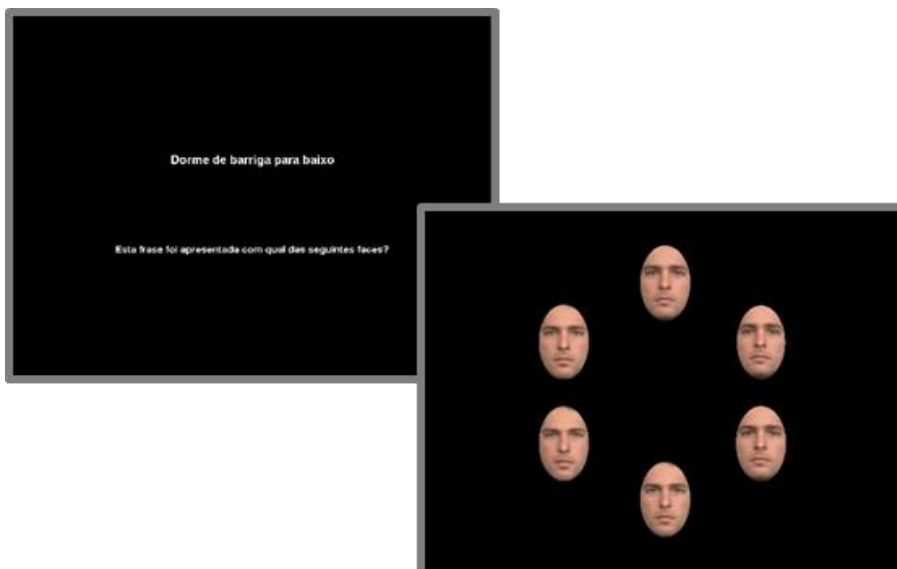 Dorme de barriga para baixo
Esta frase foi apresentada com qual das seguintes faces?